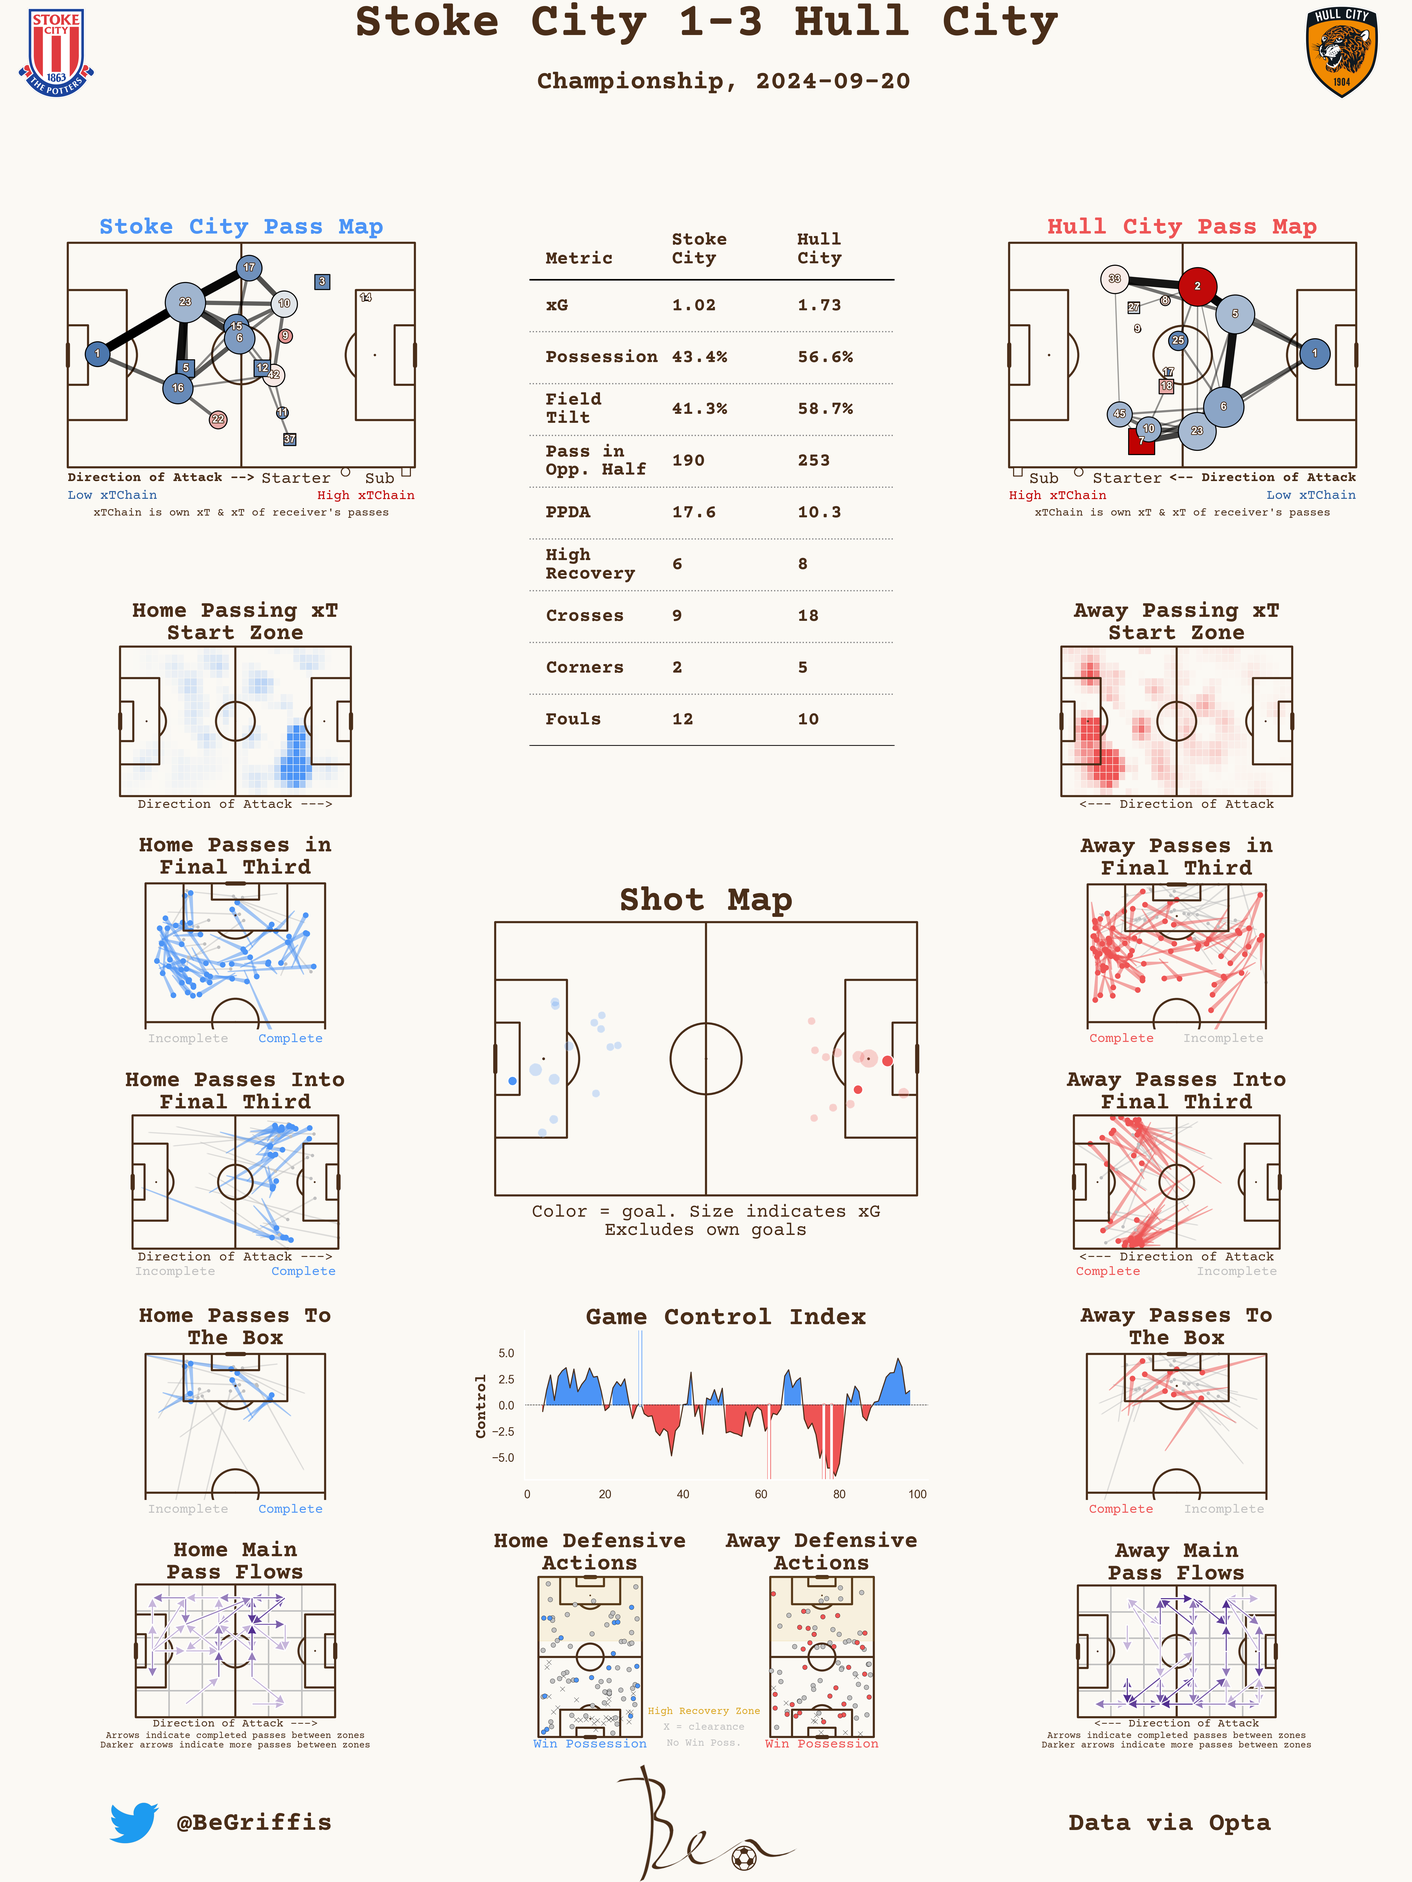 Stoke City 1-3 Hull City
Championship, 2024-09-20
STOKE
CITY
1863
THE POTTERS
HULL CITY
1904
Stoke City Pass Map
17
3
23
10
14
15
9
6
1
5
12
42
16
11
22
37
Direction of Attack --> Starter Sub
Low xTChain High xTChain
xTChain is own xT & xT of receiver's passes
Metric Stoke City Hull City
xG 1.02 1.73
Possession 43.4% 56.6%
Field Tilt 41.3% 58.7%
Pass in Opp. Half 190 253
PPDA 17.6 10.3
High Recovery 6 8
Crosses 9 18
Corners 2 5
Fouls 12 10
Hull City Pass Map
33
2
8
27
5
9
25
1
17
18
6
45
10
23
7
Sub Starter <-- Direction of Attack
High xTChain Low xTChain
xTChain is own xT & xT of receiver's passes
Home Passing xT
Start Zone
Direction of Attack --->
Away Passing xT
Start Zone
<--- Direction of Attack
Home Passes in
Final Third
Incomplete Complete
Away Passes in
Final Third
Complete Incomplete
Shot Map
Color = goal. Size indicates xG
Excludes own goals
Home Passes Into
Final Third
Direction of Attack --->
Incomplete Complete
Away Passes Into
Final Third
<--- Direction of Attack
Complete Incomplete
Home Passes To
The Box
Incomplete Complete
Game Control Index
Control
5.0
2.5
0.0
−2.5
−5.0
0 20 40 60 80 100
Away Passes To
The Box
Complete Incomplete
Home Main
Pass Flows
Direction of Attack --->
Arrows indicate completed passes between zones
Darker arrows indicate more passes between zones
Home Defensive
Actions
Win Possession
Away Defensive
Actions
Win Possession
High Recovery Zone
X = clearance
No Win Poss.
Away Main
Pass Flows
<--- Direction of Attack
Arrows indicate completed passes between zones
Darker arrows indicate more passes between zones
@BeGriffis
Ben
Data via Opta